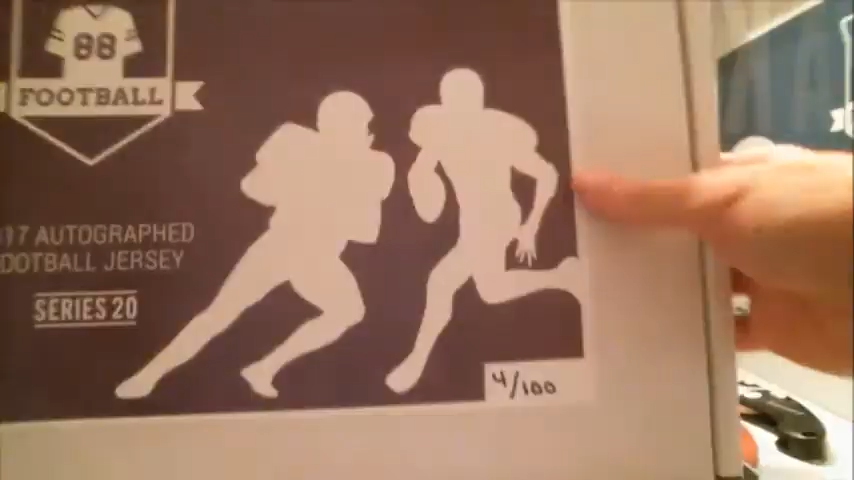 88
FOOTBALL
17 AUTOGRAPHED
OOTBALL JERSEY
SERIES 20
4/100